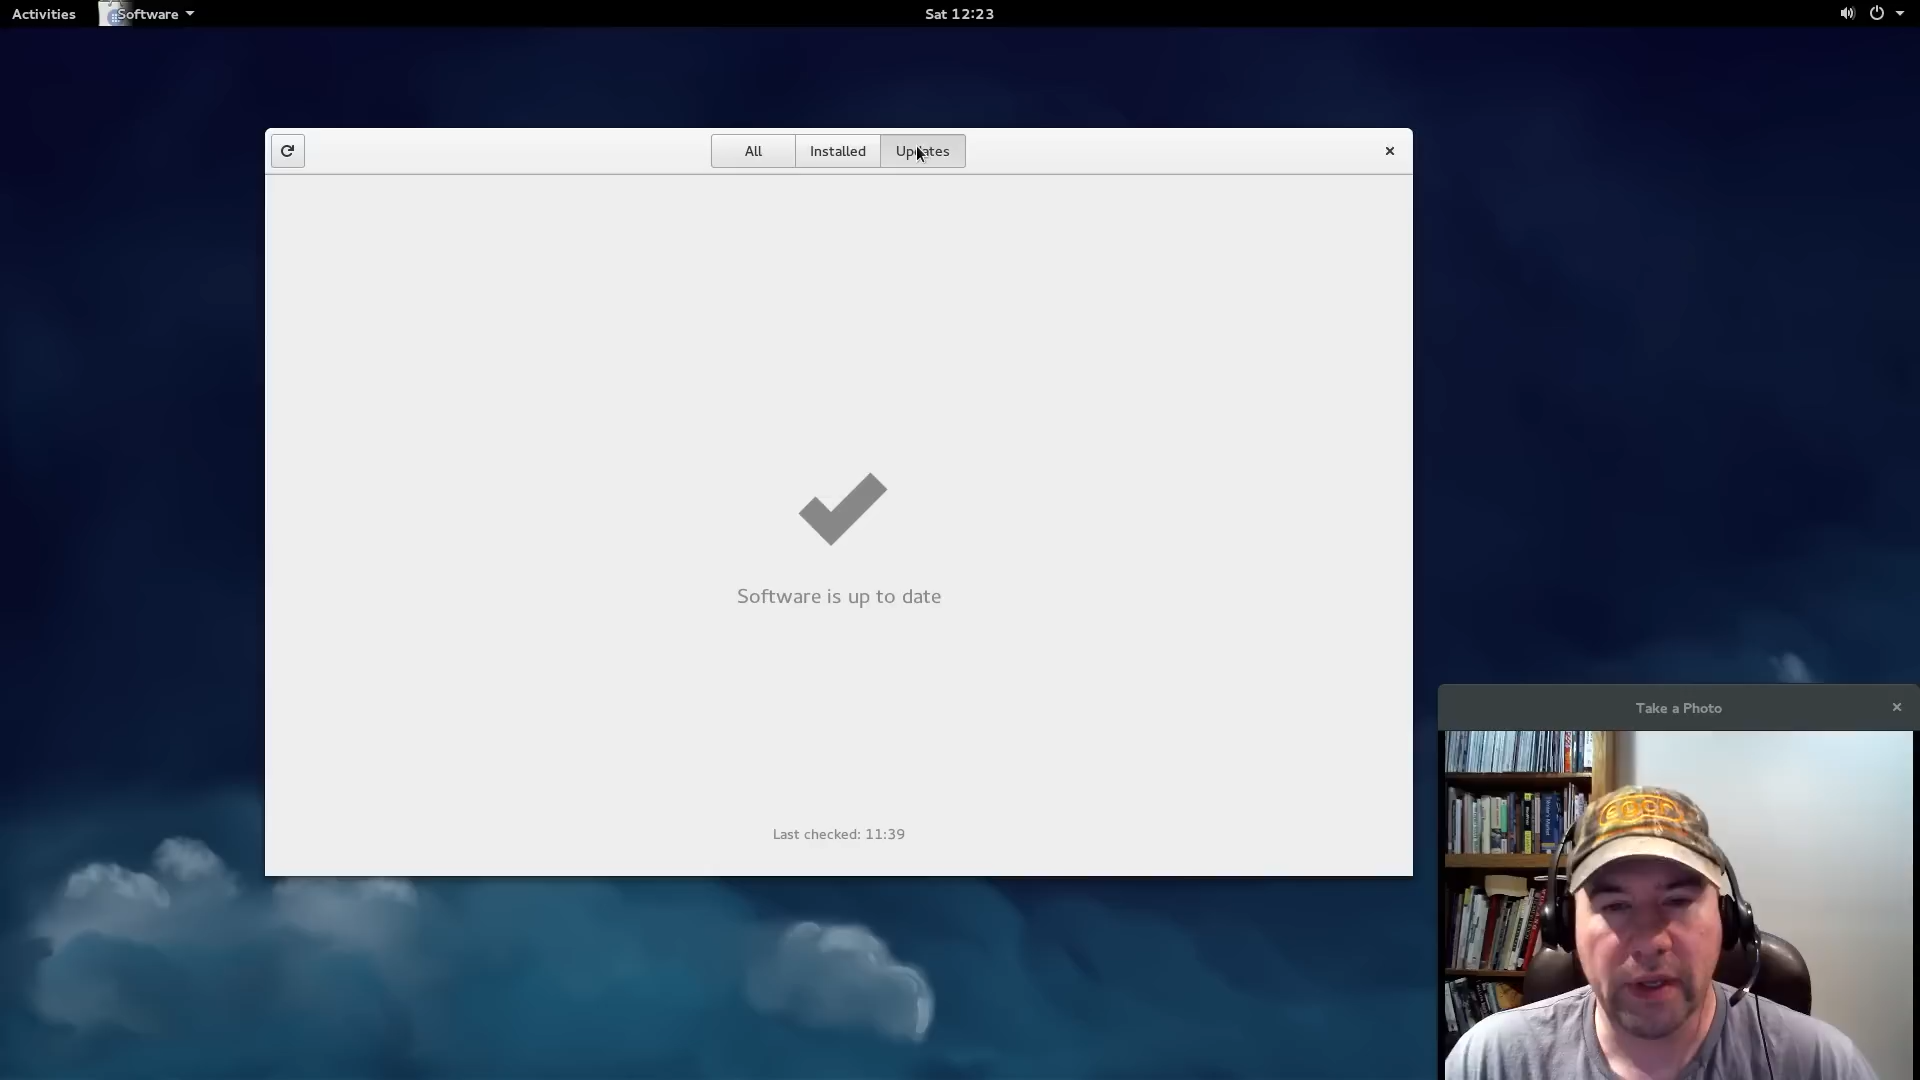 Activities
Software
Sat 12:23
All
Installed
Updates
Software is up to date
Last checked: 11:39
Take a Photo